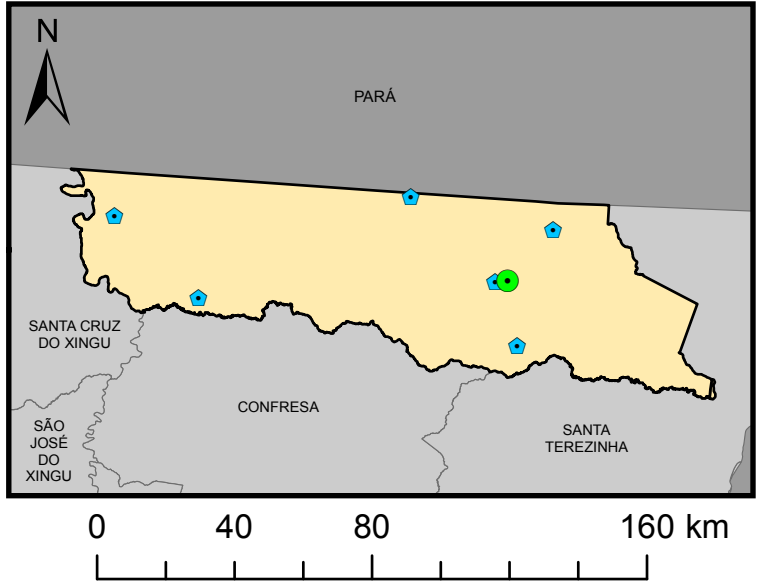 N
PARÁ
SANTA CRUZ
DO XINGU
CONFRESA
SÃO
JOSÉ
DO
XINGU
SANTA
TEREZINHA
0 40 80 160 km